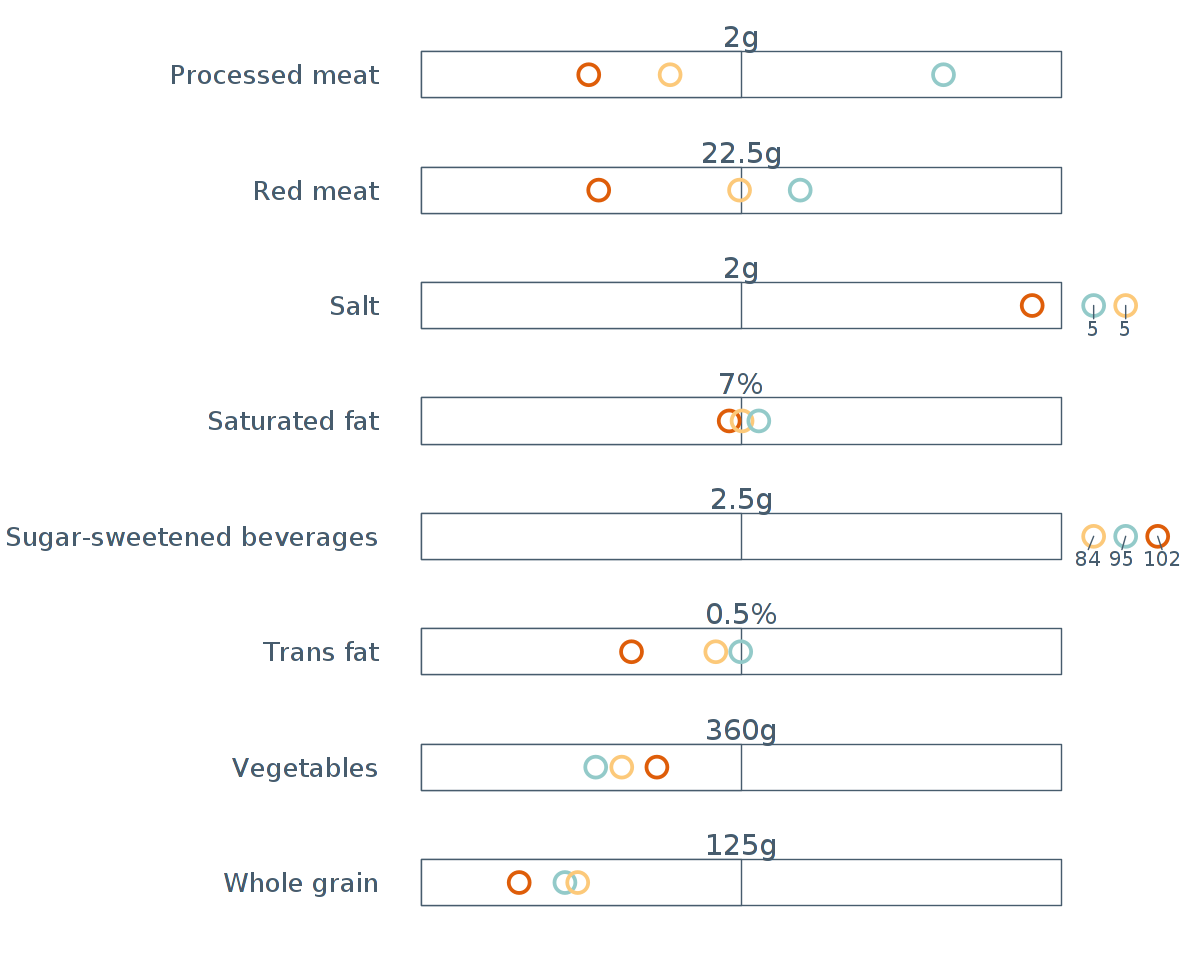 2g
Processed meat
22.5g
Red meat
2g
Salt
5 5
7%
Saturated fat
2.5g
Sugar-sweetened beverages
84 95 102
0.5%
Trans fat
360g
Vegetables
125g
Whole grain